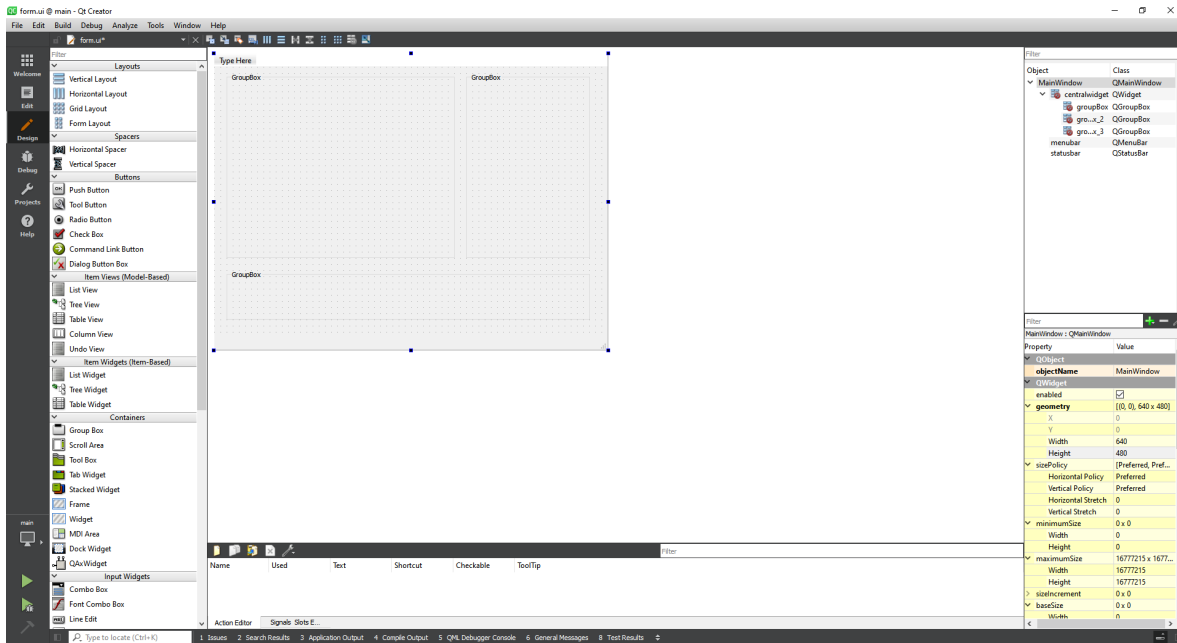 form.ui @ main - Qt Creator
File Edit Build Debug Analyze Tools Window Help
form.ui*
Welcome
Edit
Design
Debug
Projects
Help
main
Filter
Layouts
Vertical Layout
Horizontal Layout
Grid Layout
Form Layout
Spacers
Horizontal Spacer
Vertical Spacer
Buttons
Push Button
Tool Button
Radio Button
Check Box
Command Link Button
Dialog Button Box
Item Views (Model-Based)
List View
Tree View
Table View
Column View
Undo View
Item Widgets (Item-Based)
List Widget
Tree Widget
Table Widget
Containers
Group Box
Scroll Area
Tool Box
Tab Widget
Stacked Widget
Frame
Widget
MDI Area
Dock Widget
QAxWidget
Input Widgets
Combo Box
Font Combo Box
Line Edit
Type Here
GroupBox GroupBox
GroupBox
Filter
Name Used Text Shortcut Checkable ToolTip
Action Editor Signals Slots E...
Filter
Object Class
MainWindow QMainWindow
centralwidget QWidget
groupBox QGroupBox
gro...x_2 QGroupBox
gro...x_3 QGroupBox
menubar QMenuBar
statusbar QStatusBar
Filter
MainWindow : QMainWindow
Property Value
QObject
objectName MainWindow
QWidget
enabled
geometry [(0, 0), 640 x 480]
X 0
Y 0
Width 640
Height 480
sizePolicy [Preferred, Pref...
Horizontal Policy Preferred
Vertical Policy Preferred
Horizontal Stretch 0
Vertical Stretch 0
minimumSize 0 x 0
Width 0
Height 0
maximumSize 16777215 x 1677...
Width 16777215
Height 16777215
sizeIncrement 0 x 0
baseSize 0 x 0
Width 0
Type to locate (Ctrl+K) 1 Issues 2 Search Results 3 Application Output 4 Compile Output 5 QML Debugger Console 6 General Messages 8 Test Results